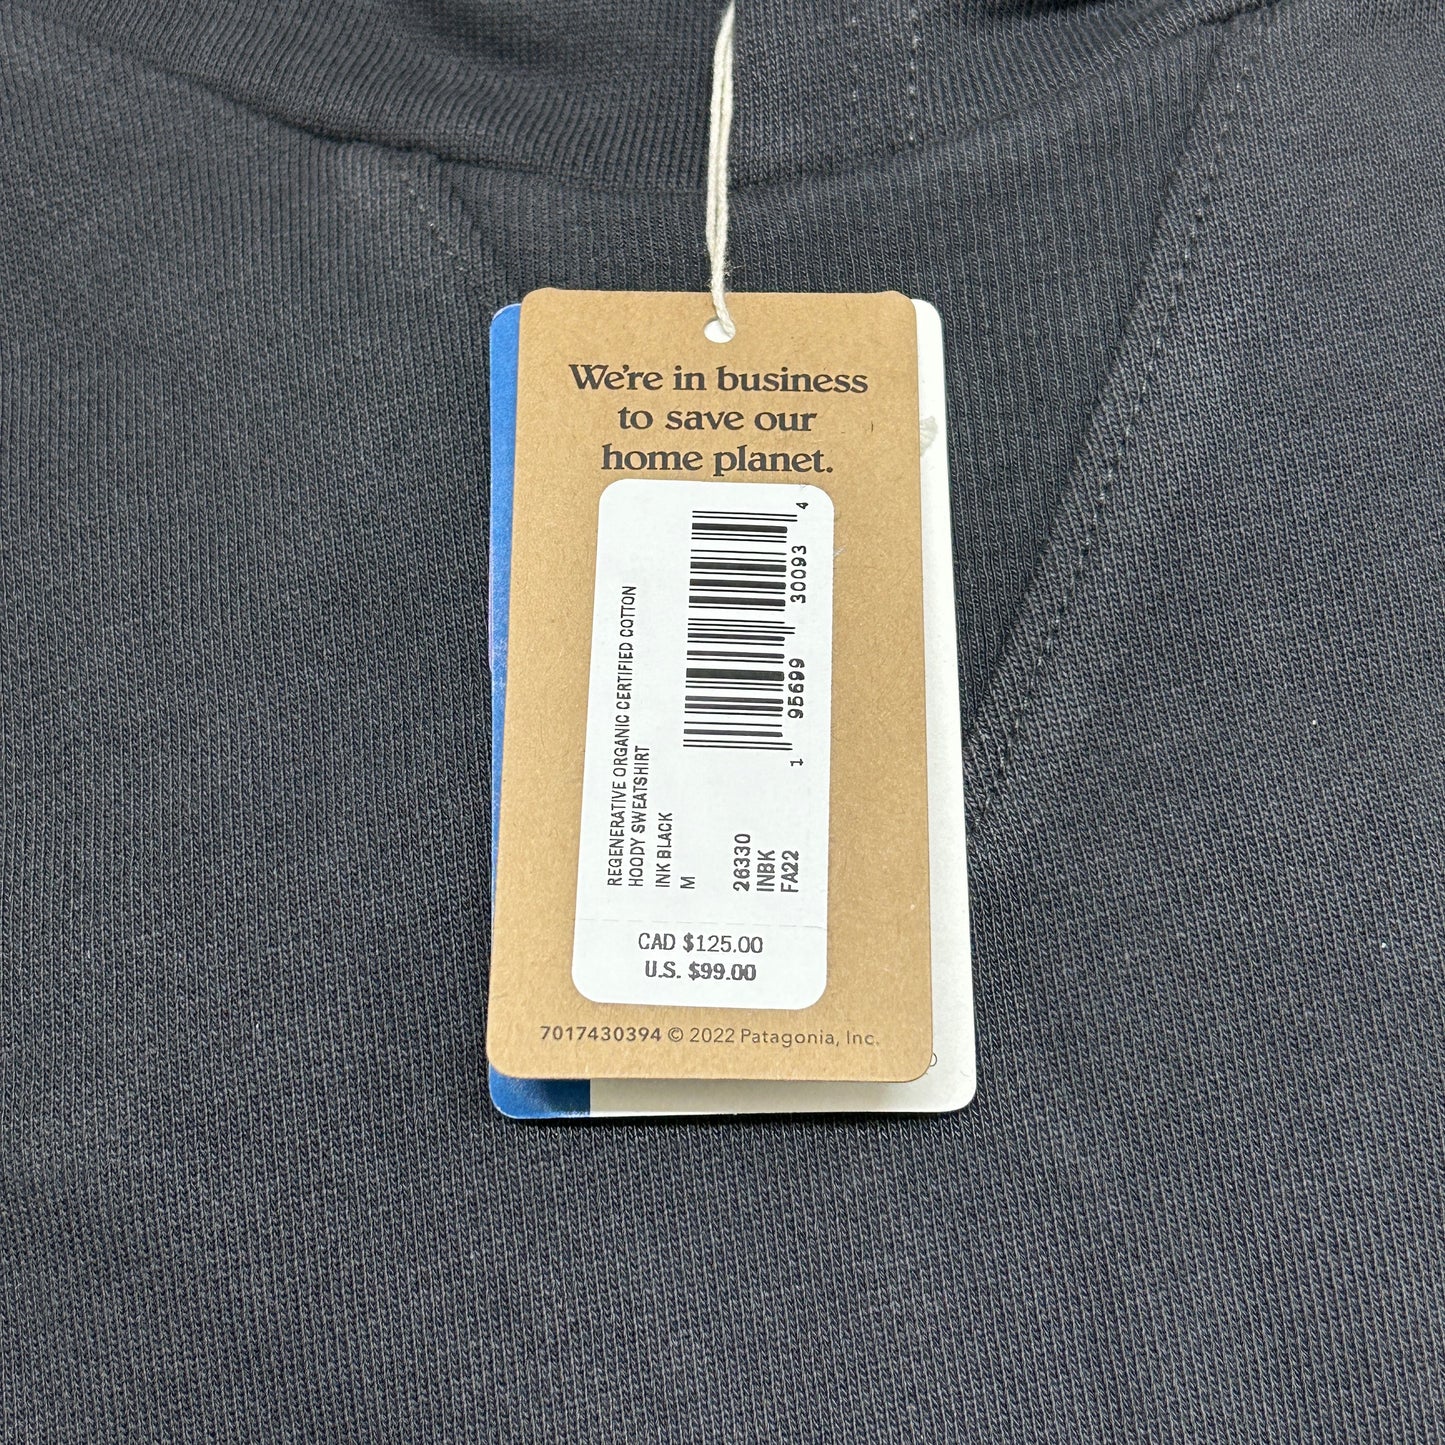 We're in business
to save our
home planet.
REGENERATIVE ORGANIC CERTIFIED COTTON
HOODY SWEATSHIRT
INK BLACK
M
26330
INBK
FA22
1 95699 30093 4
CAD $125.00
U.S. $99.00
7017430394 © 2022 Patagonia, Inc.